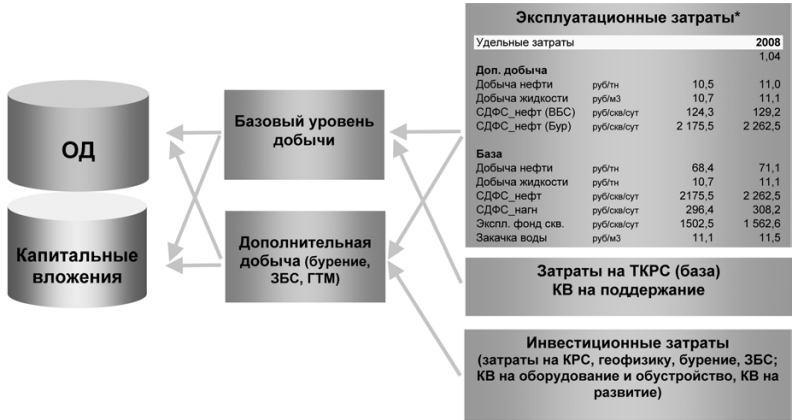 Эксплуатационные затраты*
Удельные затраты 2008
1,04
Доп. добыча
Добыча нефти руб/тн 10,5 11,0
Добыча жидкости руб/м3 10,7 11,1
СДФС_нефт (ВБС) руб/скв/сут 124,3 129,2
СДФС_нефт (Бур) руб/скв/сут 2 175,5 2 262,5
База
Добыча нефти руб/тн 68,4 71,1
Добыча жидкости руб/м3 10,7 11,1
СДФС_нефт руб/скв/сут 2175,5 2 262,5
СДФС_нагн руб/скв/сут 296,4 308,2
Экспл. фонд скв. руб/скв/сут 1502,5 1 562,6
Закачка воды руб/м3 11,1 11,5
ОД
Базовый уровень
добычи
Капитальные
вложения
Дополнительная
добыча (бурение,
ЗБС, ГТМ)
Затраты на ТКРС (база)
КВ на поддержание
Инвестиционные затраты
(затраты на КРС, геофизику, бурение, ЗБС;
КВ на оборудование и обустройство, КВ на
развитие)